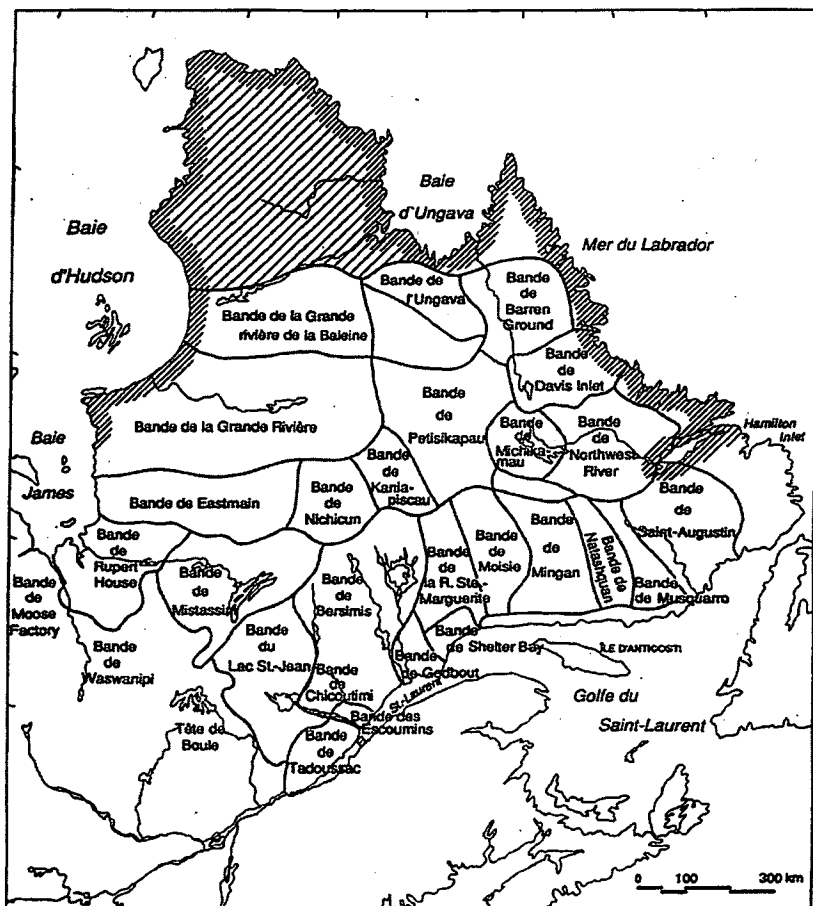 Baie
d'Ungava
Baie
d'Hudson
Mer du Labrador
Bande de
l'Ungava
Bande
de
Barren
Ground
Bande de la Grande
rivière de la Baleine
Bande
de
Davis Inlet
Bande
de
Petisikapau
Bande
de
Michika-
mau
Bande
de
Northwest
River
Hamilton
Inlet
Bande de la Grande Rivière
Baie
James
Bande
de
Kania-
piscau
Bande de Eastmain
Bande
de
Nichicun
Bande
de
Saint-Augustin
Bande
de
Rupert
House
Bande
de
Moose
Factory
Bande
de
Mistassini
Bande
de
Bersimis
Bande
de
la R. Ste-
Marguerite
Bande
de
Moisie
Bande
de
Mingan
Bande de
Natashquan
Bande
de Musquarro
Bande
de
Waswanipi
Bande
du
Lac St-Jean
Bande
de
Chicoutimi
Bande
de Godbout
Bande
de Shelter Bay
ÎLE D'ANTICOSTI
St-Laurent
Golfe du
Saint-Laurent
Bande des
Escoumins
Tête de
Boule
Bande
de
Tadoussac
0 100 300 km